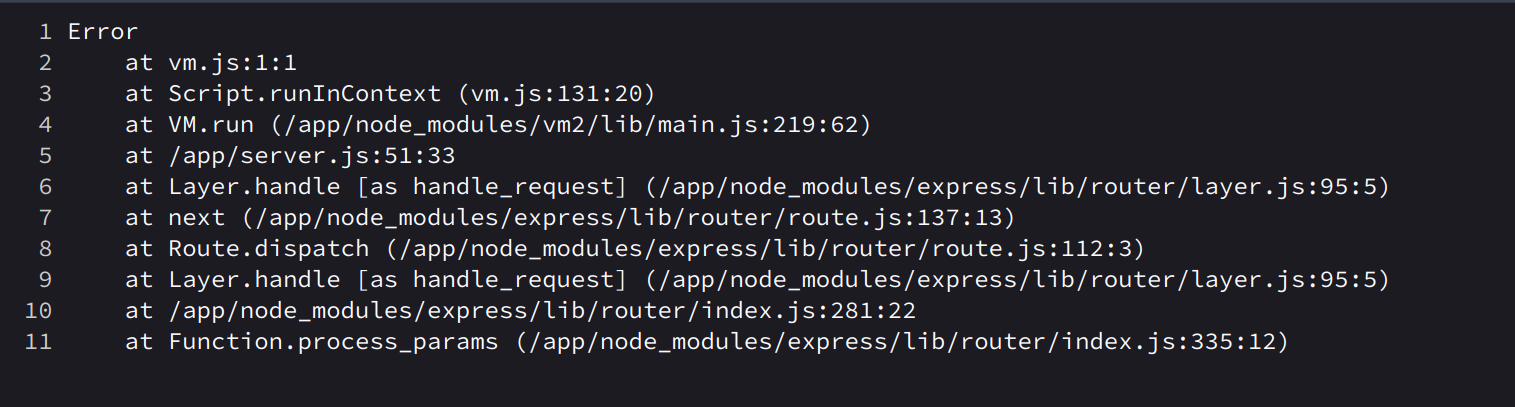 1 Error
2     at vm.js:1:1
3     at Script.runInContext (vm.js:131:20)
4     at VM.run (/app/node_modules/vm2/lib/main.js:219:62)
5     at /app/server.js:51:33
6     at Layer.handle [as handle_request] (/app/node_modules/express/lib/router/layer.js:95:5)
7     at next (/app/node_modules/express/lib/router/route.js:137:13)
8     at Route.dispatch (/app/node_modules/express/lib/router/route.js:112:3)
9     at Layer.handle [as handle_request] (/app/node_modules/express/lib/router/layer.js:95:5)
10     at /app/node_modules/express/lib/router/index.js:281:22
11     at Function.process_params (/app/node_modules/express/lib/router/index.js:335:12)